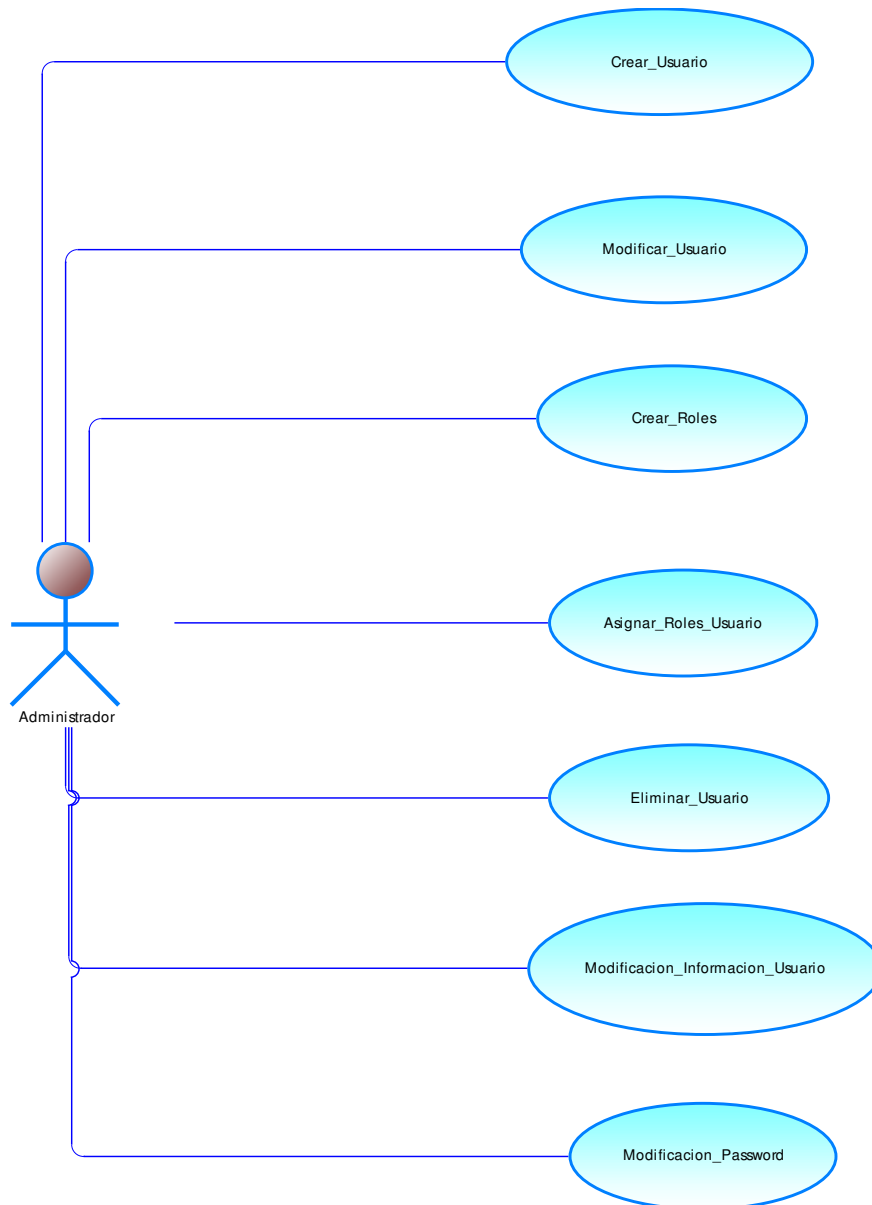 Crear_Usuario
Modificar_Usuario
Crear_Roles
Asignar_Roles_Usuario
Administrador
Eliminar_Usuario
Modificacion_Informacion_Usuario
Modificacion_Password